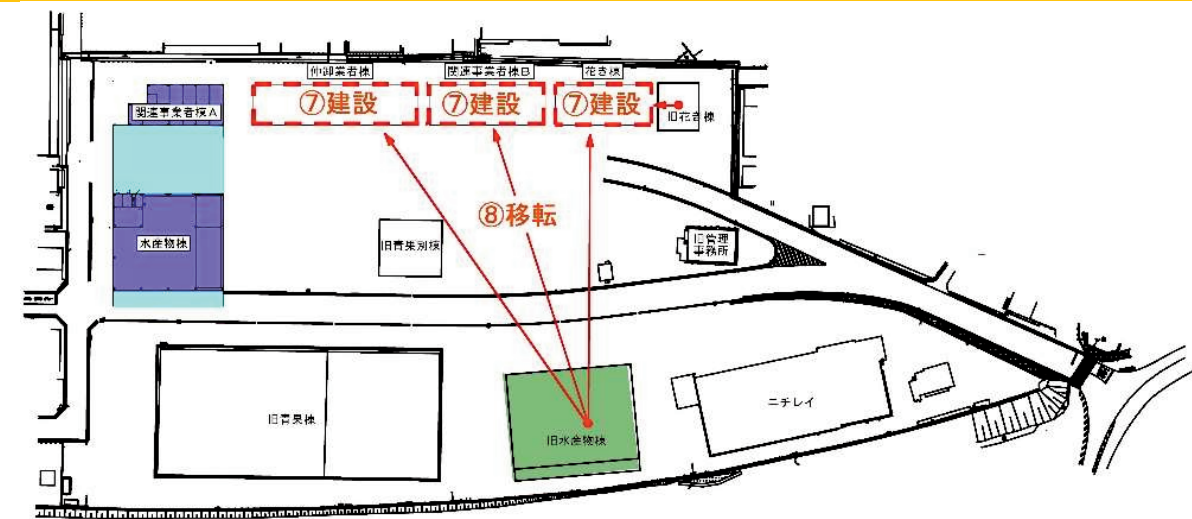 仲卸業者棟
関連事業者棟B
花き棟
⑦建設
⑦建設
⑦建設
旧花き棟
関連事業者棟A
⑧移転
水産物棟
旧青果別棟
旧管理
事務所
旧青果棟
旧水産物棟
ニチレイ